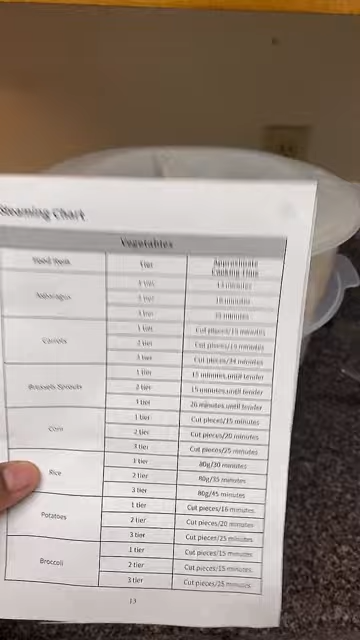 Steaming Chart
Vegetables
Food Item Tier Approximate
Cooking Time
Asparagus 1 tier 13 minutes
2 tier 16 minutes
3 tier minutes
Carrots 1 tier Cut pieces/15 minutes
2 tier Cut pieces/19 minutes
3 tier Cut pieces/24 minutes
Brussels Sprouts 1 tier 15 minutes,until tender
2 tier 15 minutes,until tender
3 tier 20 minutes until tender
Corn 1 tier Cut pieces/15 minutes
2 tier Cut pieces/20 minutes
3 tier Cut pieces/25 minutes
Rice 1 tier 80g/30 minutes
2 tier 80g/35 minutes
3 tier 80g/45 minutes
Potatoes 1 tier Cut pieces/16 minutes
2 tier Cut pieces/20 minutes
3 tier Cut pieces/25 minutes
Broccoli 1 tier Cut pieces/15 minutes
2 tier Cut pieces/15 minutes
3 tier Cut pieces/25 minutes
13